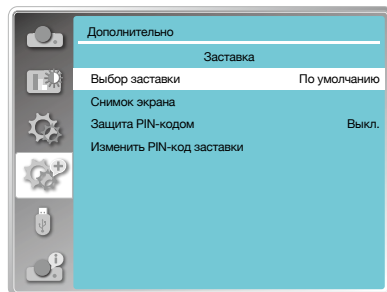 Дополнительно
Заставка
Выбор заставки По умолчанию
Снимок экрана
Защита PIN-кодом Выкл.
Изменить PIN-код заставки